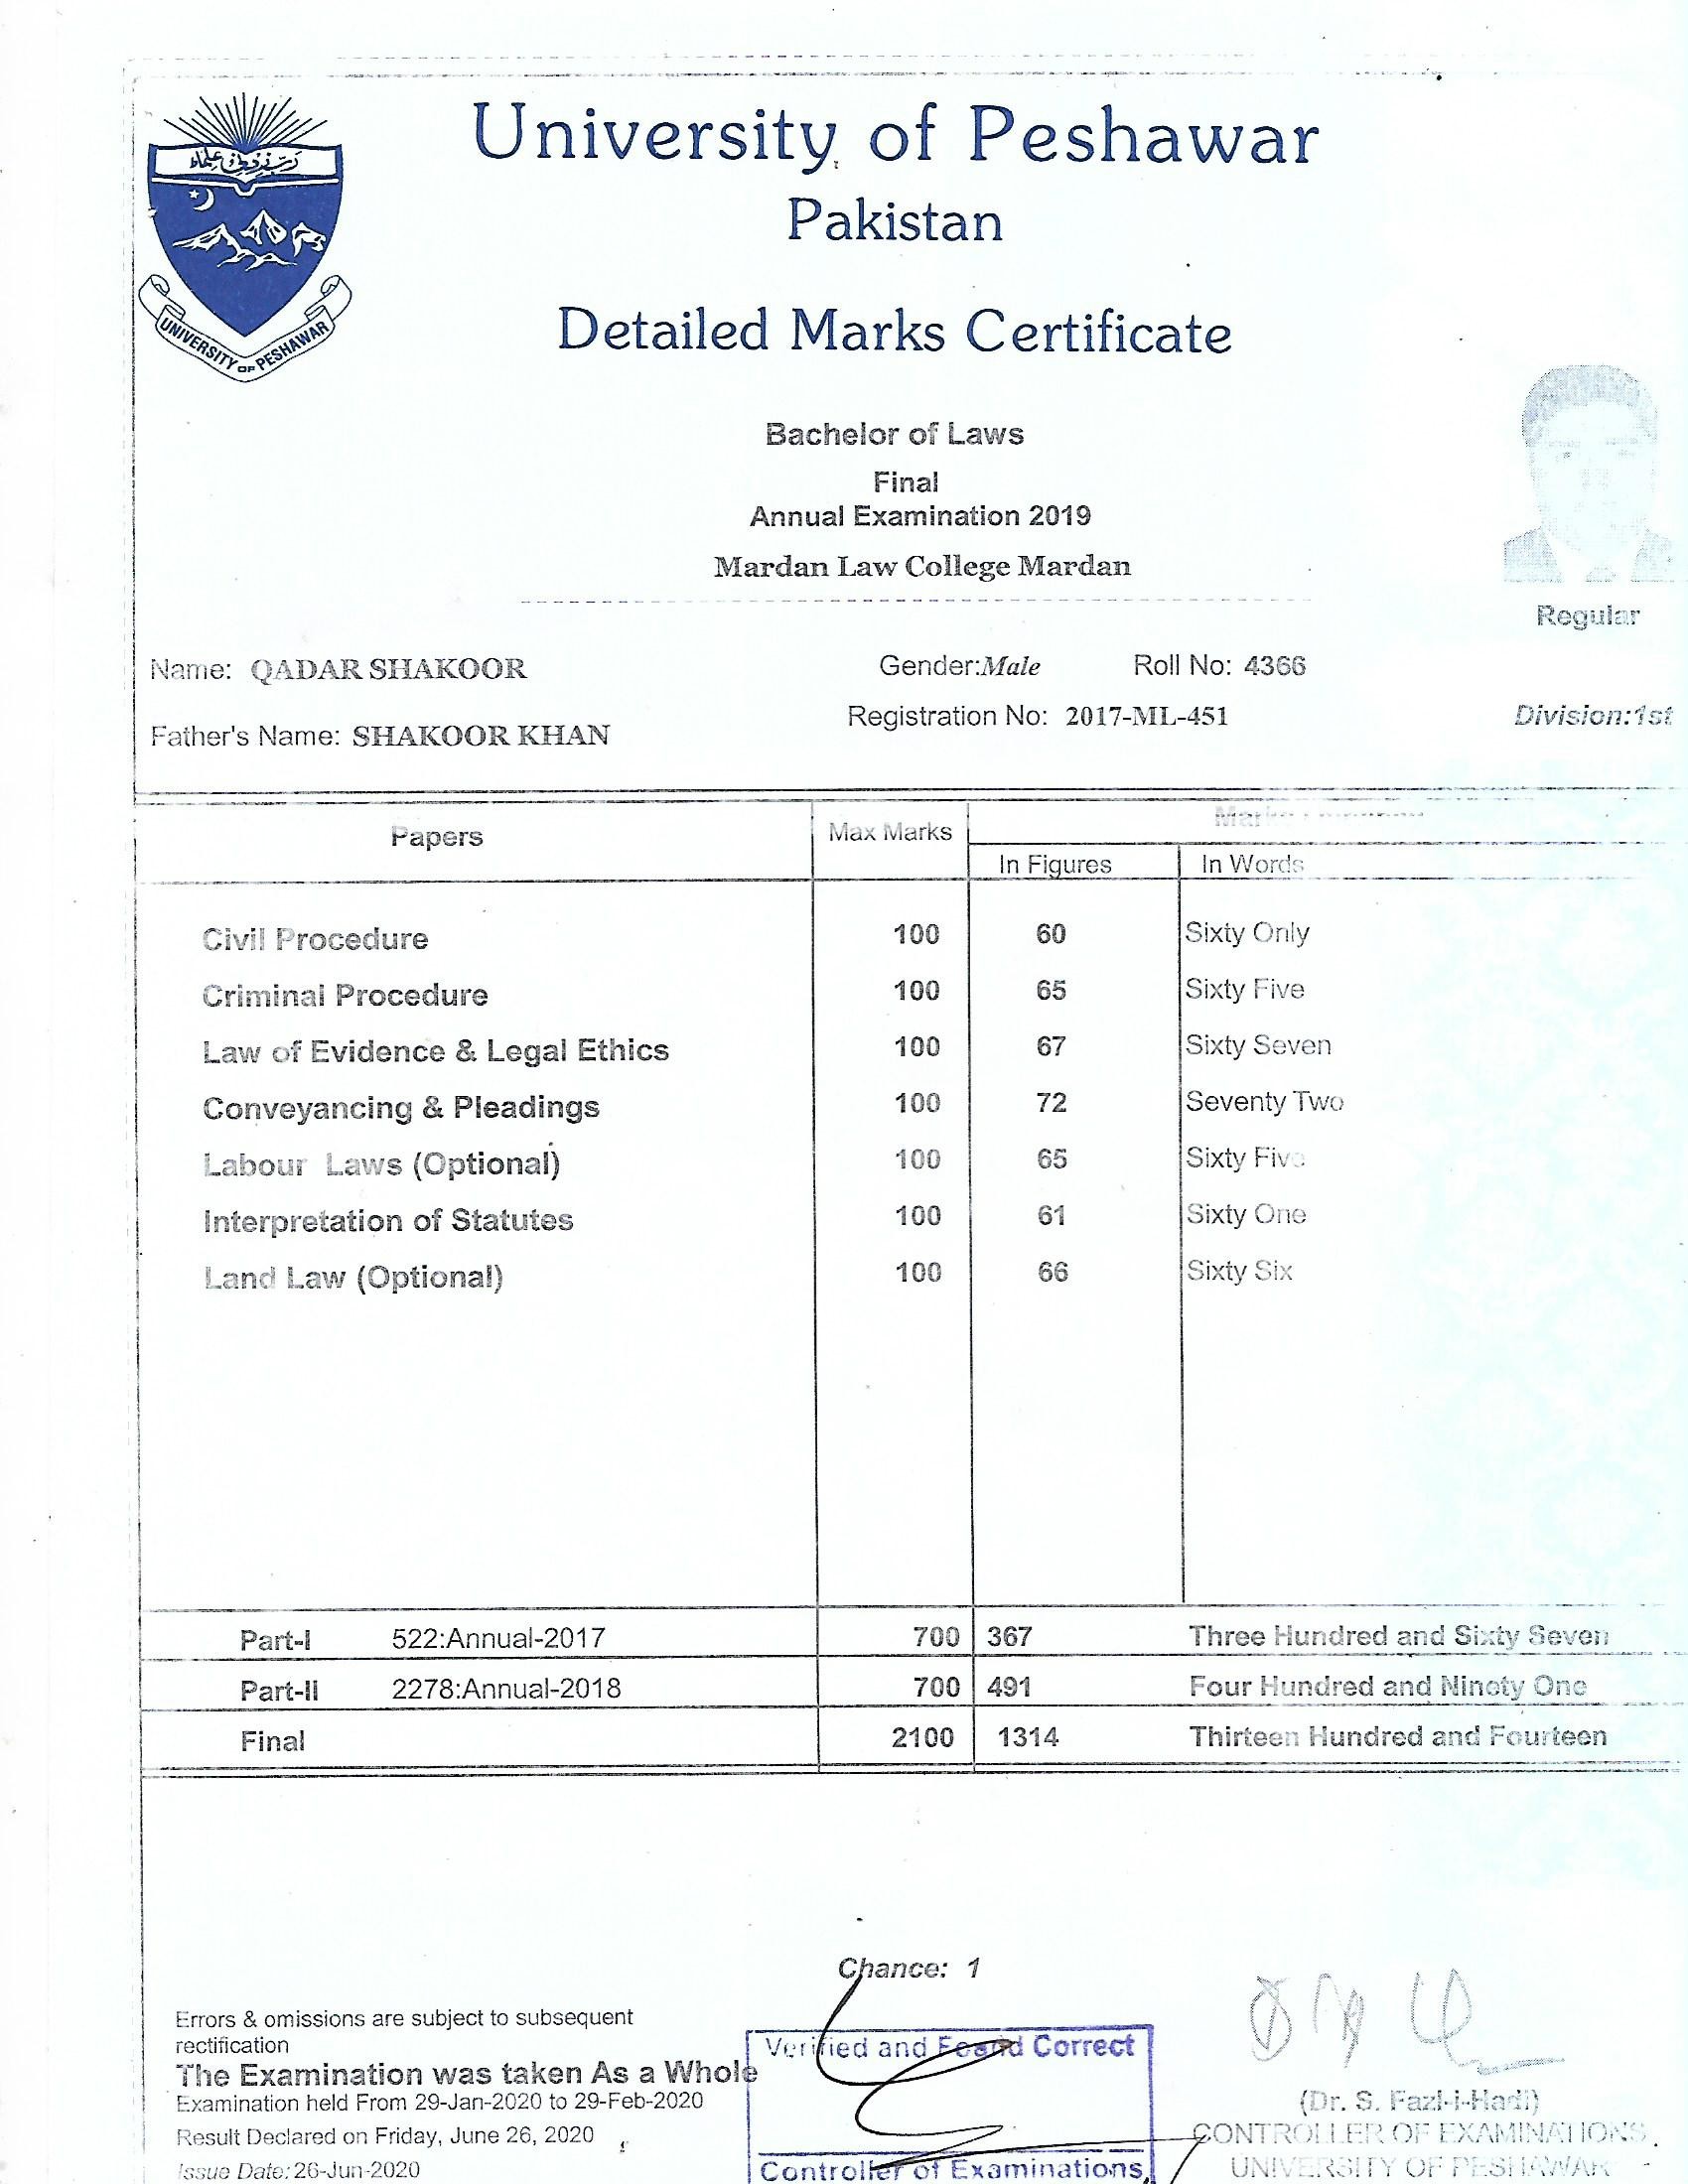 University of Peshawar
Pakistan
Detailed Marks Certificate
رَبِّ زِدْنِي عِلْمًا
UNIVERSITY OF PESHAWAR
Bachelor of Laws
Final
Annual Examination 2019
Mardan Law College Mardan
Regular
Name: QADAR SHAKOOR Gender:Male Roll No: 4366
Father's Name: SHAKOOR KHAN Registration No: 2017-ML-451 Division:1st
Papers Max Marks
In Figures In Words
Civil Procedure 100 60 Sixty Only
Criminal Procedure 100 65 Sixty Five
Law of Evidence & Legal Ethics 100 67 Sixty Seven
Conveyancing & Pleadings 100 72 Seventy Two
Labour Laws (Optional) 100 65 Sixty Five
Interpretation of Statutes 100 61 Sixty One
Land Law (Optional) 100 66 Sixty Six
Part-I 522:Annual-2017 700 367 Three Hundred and Sixty Seven
Part-II 2278:Annual-2018 700 491 Four Hundred and Ninety One
Final 2100 1314 Thirteen Hundred and Fourteen
Chance: 1
Errors & omissions are subject to subsequent
rectification
The Examination was taken As a Whole
Examination held From 29-Jan-2020 to 29-Feb-2020
Result Declared on Friday, June 26, 2020
Issue Date:26-Jun-2020
Verified and Found Correct
Controller of Examinations
(Dr. S. Fazl-i-Hadi)
CONTROLLER OF EXAMINATIONS
UNIVERSITY OF PESHAWAR